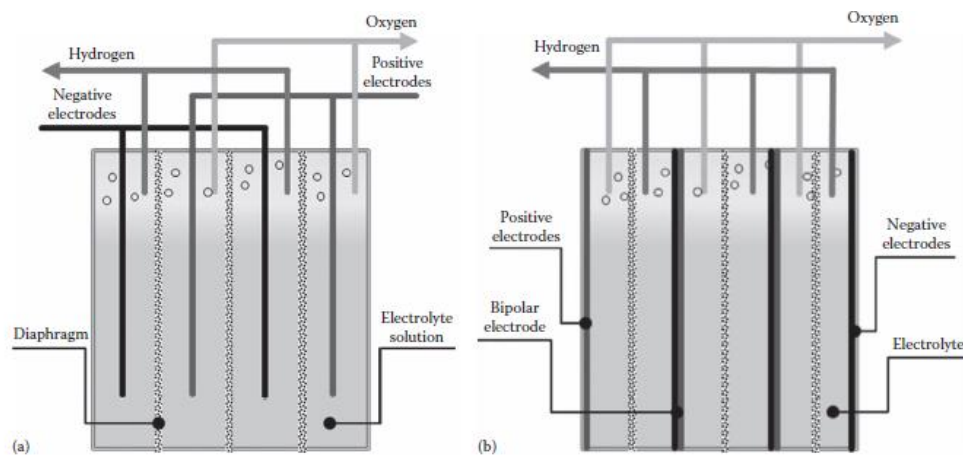 Oxygen
Hydrogen
Positive
electrodes
Negative
electrodes
Diaphragm
Electrolyte
solution
(a)
Oxygen
Hydrogen
Positive
electrodes
Negative
electrodes
Bipolar
electrode
Electrolyte
(b)